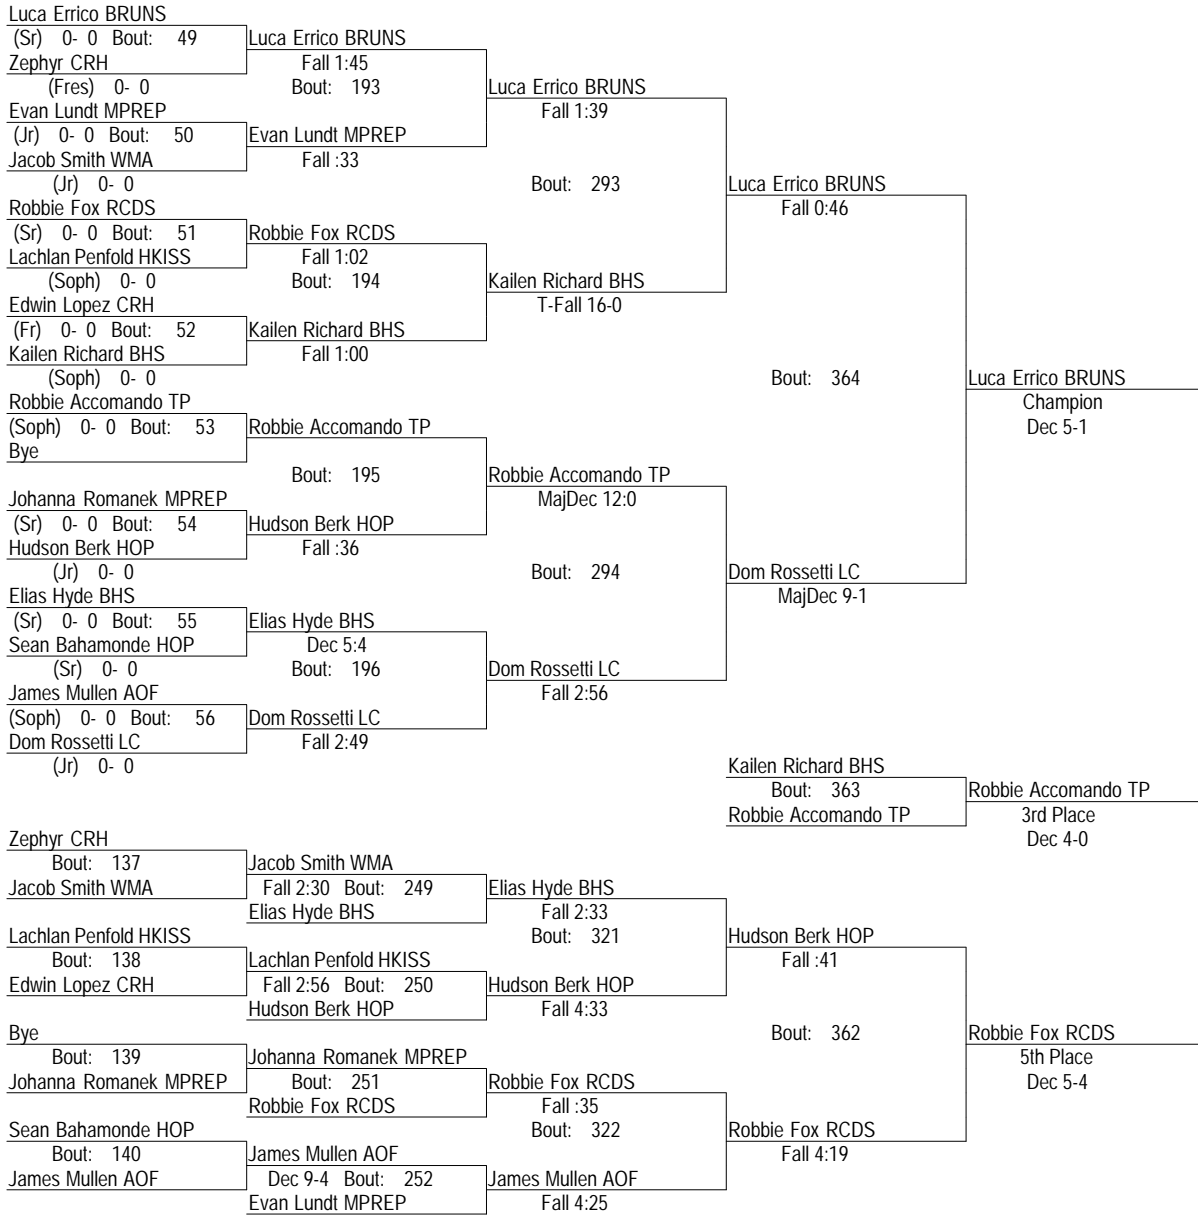 Luca Errico BRUNS
(Sr) 0- 0 Bout: 49 Luca Errico BRUNS
Zephyr CRH Fall 1:45
(Fres) 0- 0 Bout: 193 Luca Errico BRUNS
Evan Lundt MPREP Fall 1:39
(Jr) 0- 0 Bout: 50 Evan Lundt MPREP
Jacob Smith WMA Fall :33
(Jr) 0- 0 Bout: 293 Luca Errico BRUNS
Robbie Fox RCDS Fall 0:46
(Sr) 0- 0 Bout: 51 Robbie Fox RCDS
Lachlan Penfold HKISS Fall 1:02
(Soph) 0- 0 Bout: 194 Kailen Richard BHS
Edwin Lopez CRH T-Fall 16-0
(Fr) 0- 0 Bout: 52 Kailen Richard BHS
Kailen Richard BHS Fall 1:00
(Soph) 0- 0 Bout: 364 Luca Errico BRUNS
Robbie Accomando TP Champion
(Soph) 0- 0 Bout: 53 Robbie Accomando TP Dec 5-1
Bye
Bout: 195 Robbie Accomando TP
Johanna Romanek MPREP MajDec 12:0
(Sr) 0- 0 Bout: 54 Hudson Berk HOP
Hudson Berk HOP Fall :36
(Jr) 0- 0 Bout: 294 Dom Rossetti LC
Elias Hyde BHS MajDec 9-1
(Sr) 0- 0 Bout: 55 Elias Hyde BHS
Sean Bahamonde HOP Dec 5:4
(Sr) 0- 0 Bout: 196 Dom Rossetti LC
James Mullen AOF Fall 2:56
(Soph) 0- 0 Bout: 56 Dom Rossetti LC
Dom Rossetti LC Fall 2:49
(Jr) 0- 0 Kailen Richard BHS
Bout: 363 Robbie Accomando TP
Robbie Accomando TP 3rd Place
Zephyr CRH Dec 4-0
Bout: 137 Jacob Smith WMA
Jacob Smith WMA Fall 2:30 Bout: 249 Elias Hyde BHS
Elias Hyde BHS Fall 2:33
Lachlan Penfold HKISS Bout: 321 Hudson Berk HOP
Bout: 138 Lachlan Penfold HKISS Fall :41
Edwin Lopez CRH Fall 2:56 Bout: 250 Hudson Berk HOP
Hudson Berk HOP Fall 4:33
Bye Bout: 362 Robbie Fox RCDS
Bout: 139 Johanna Romanek MPREP 5th Place
Johanna Romanek MPREP Bout: 251 Robbie Fox RCDS Dec 5-4
Robbie Fox RCDS Fall :35
Sean Bahamonde HOP Bout: 322 Robbie Fox RCDS
Bout: 140 James Mullen AOF Fall 4:19
James Mullen AOF Dec 9-4 Bout: 252 James Mullen AOF
Evan Lundt MPREP Fall 4:25